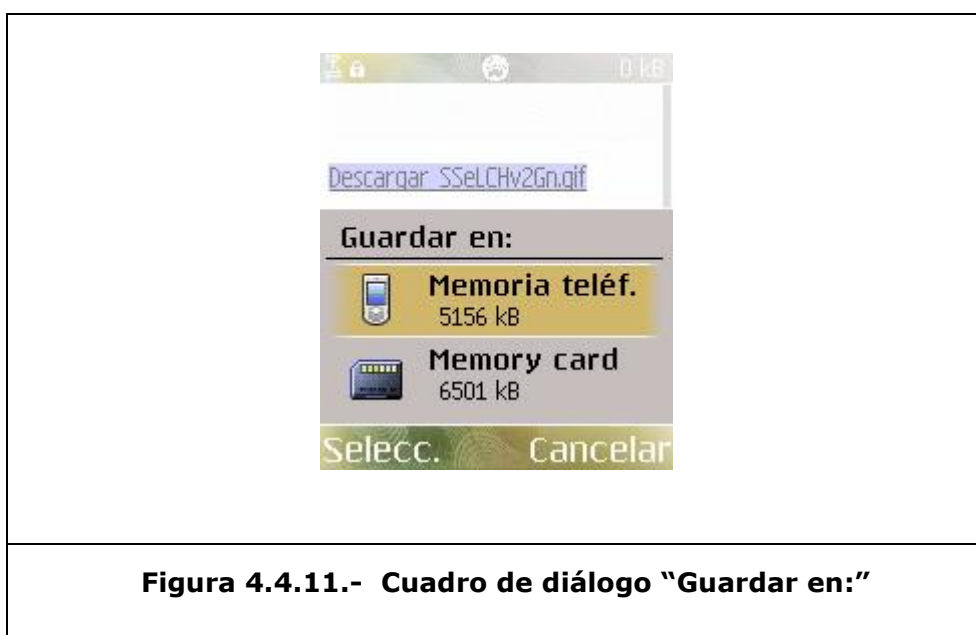 0 kB
Descargar SSeLCHv2Gn.gif
Guardar en:
Memoria teléf.
5156 kB
Memory card
6501 kB
Selecc. Cancelar
Figura 4.4.11.- Cuadro de diálogo “Guardar en:”